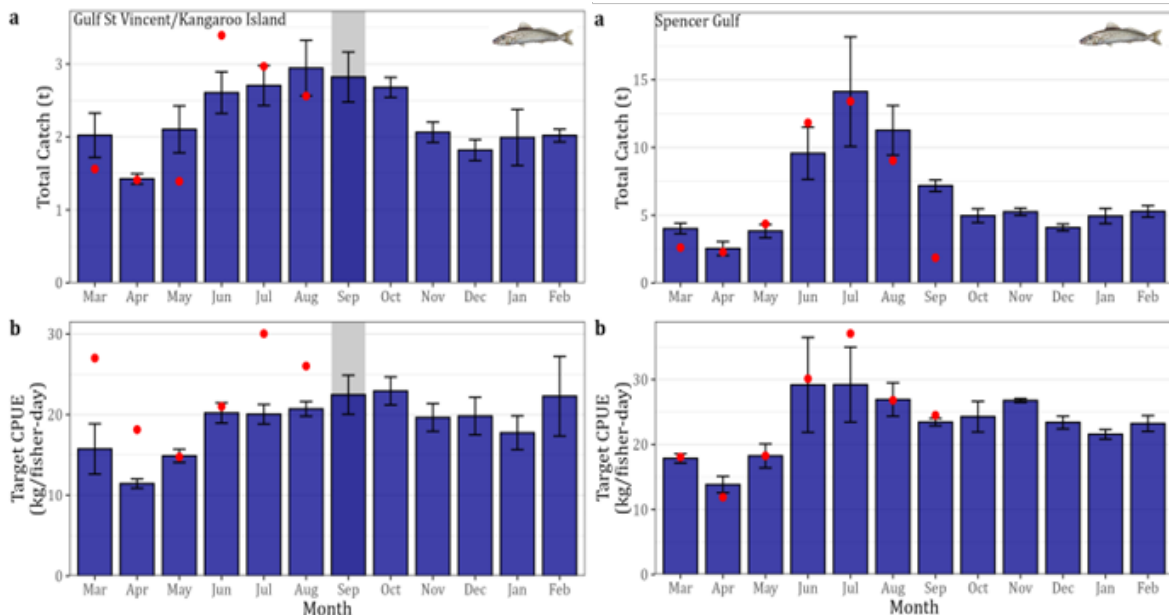 a
Gulf St Vincent/Kangaroo Island
Total Catch (t)
3
2
1
0
Mar Apr May Jun Jul Aug Sep Oct Nov Dec Jan Feb
b
Target CPUE
(kg/fisher-day)
30
20
10
0
Mar Apr May Jun Jul Aug Sep Oct Nov Dec Jan Feb
Month
a
Spencer Gulf
Total Catch (t)
15
10
5
0
Mar Apr May Jun Jul Aug Sep Oct Nov Dec Jan Feb
b
Target CPUE
(kg/fisher-day)
30
20
10
0
Mar Apr May Jun Jul Aug Sep Oct Nov Dec Jan Feb
Month